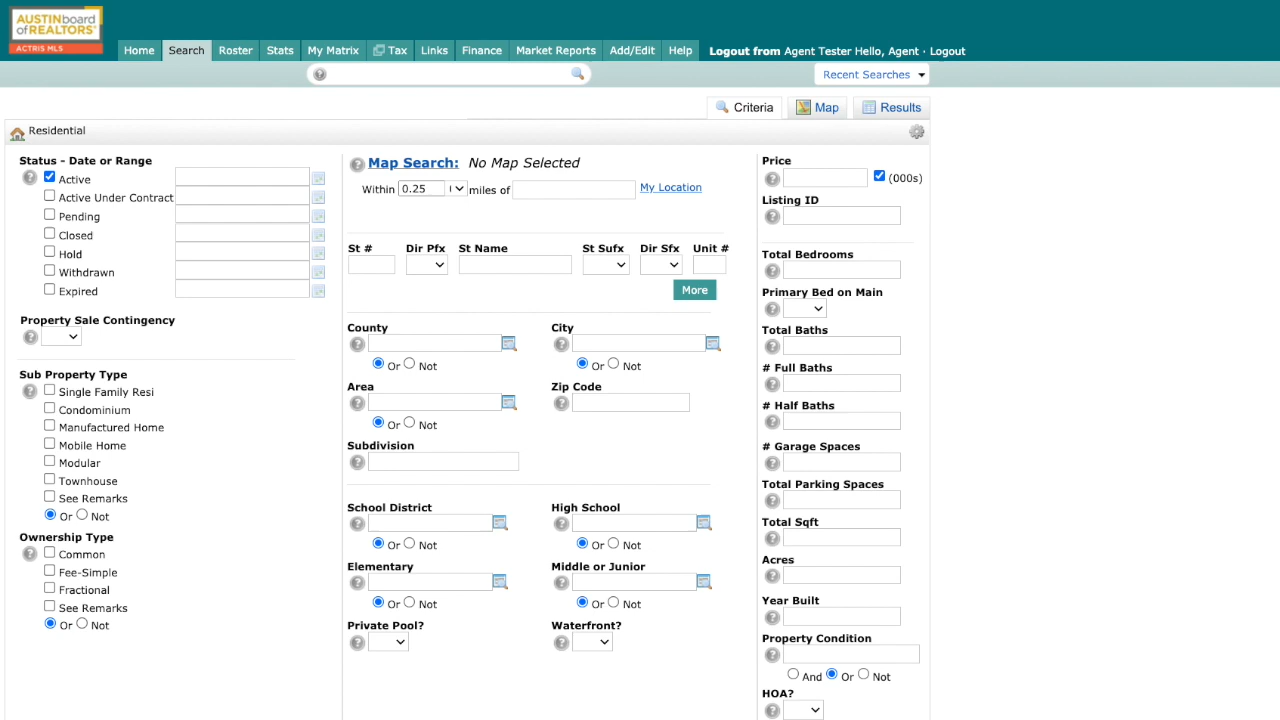 AUSTINboard
ofREALTORS®
ACTRIS MLS
Home Search Roster Stats My Matrix Tax Links Finance Market Reports Add/Edit Help Logout from Agent Tester Hello, Agent · Logout
Recent Searches
Criteria Map Results
Residential
Status - Date or Range
Active
Active Under Contract
Pending
Closed
Hold
Withdrawn
Expired
Property Sale Contingency
Sub Property Type
Single Family Resi
Condominium
Manufactured Home
Mobile Home
Modular
Townhouse
See Remarks
Or Not
Ownership Type
Common
Fee-Simple
Fractional
See Remarks
Or Not
Map Search: No Map Selected
Within 0.25 miles of My Location
St # Dir Pfx St Name St Sufx Dir Sfx Unit #
More
County City
Or Not Or Not
Area Zip Code
Or Not
Subdivision
School District High School
Or Not Or Not
Elementary Middle or Junior
Or Not Or Not
Private Pool? Waterfront?
Price
(000s)
Listing ID
Total Bedrooms
Primary Bed on Main
Total Baths
# Full Baths
# Half Baths
# Garage Spaces
Total Parking Spaces
Total Sqft
Acres
Year Built
Property Condition
And Or Not
HOA?